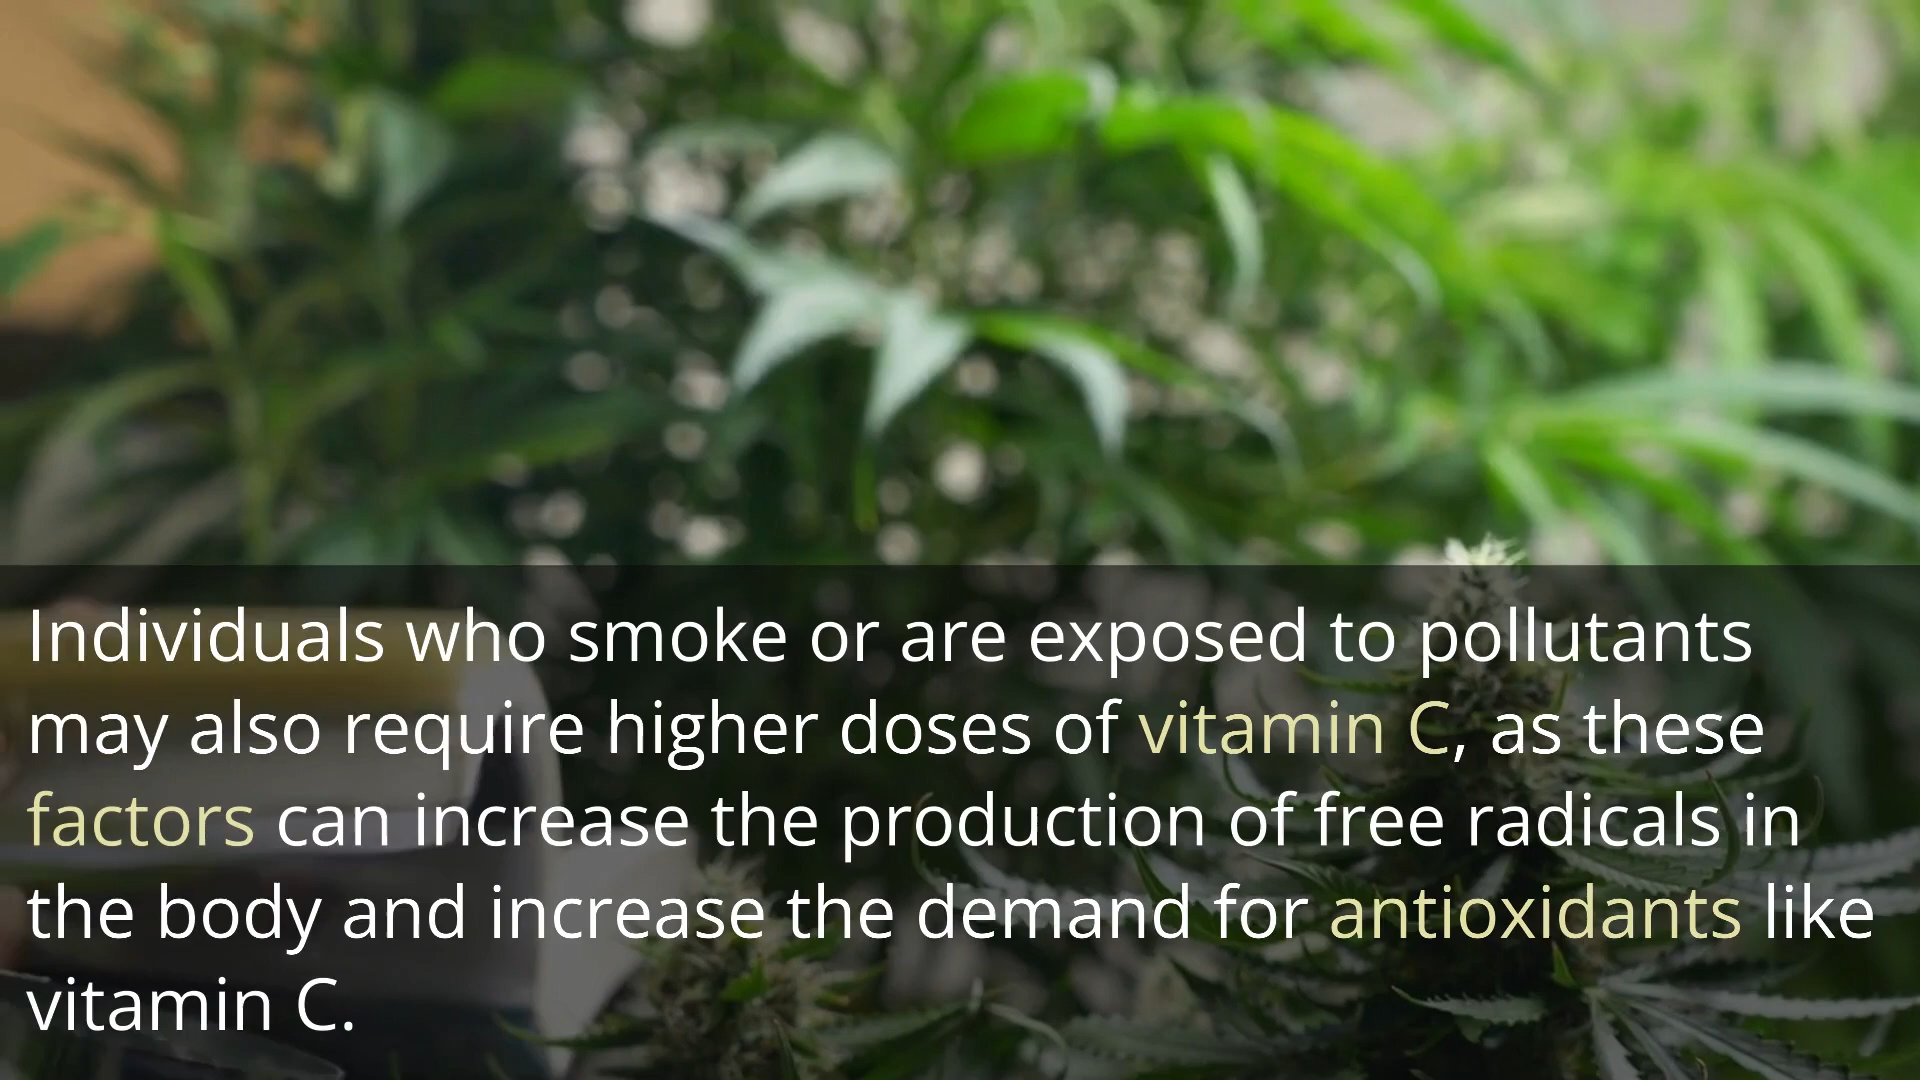 Individuals who smoke or are exposed to pollutants
may also require higher doses of vitamin C, as these
factors can increase the production of free radicals in
the body and increase the demand for antioxidants like
vitamin C.